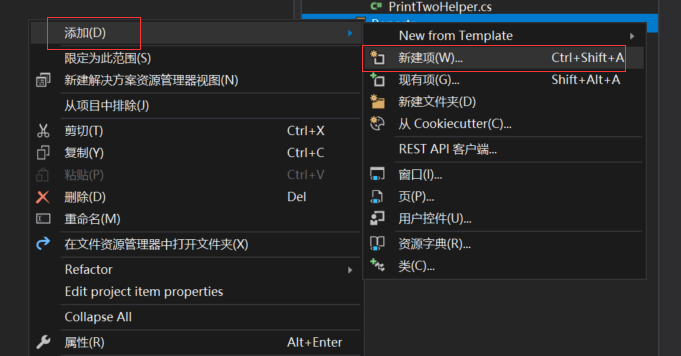 PrintTwoHelper.cs
Reports
添加(D)
限定为此范围(S)
新建解决方案资源管理器视图(N)
从项目中排除(J)
剪切(T) Ctrl+X
复制(Y) Ctrl+C
粘贴(P) Ctrl+V
删除(D) Del
重命名(M)
在文件资源管理器中打开文件夹(X)
Refactor
Edit project item properties
Collapse All
属性(R) Alt+Enter
New from Template
新建项(W)... Ctrl+Shift+A
现有项(G)... Shift+Alt+A
新建文件夹(D)
从 Cookiecutter(C)...
REST API 客户端...
窗口(I)...
页(P)...
用户控件(U)...
资源字典(R)...
类(C)...